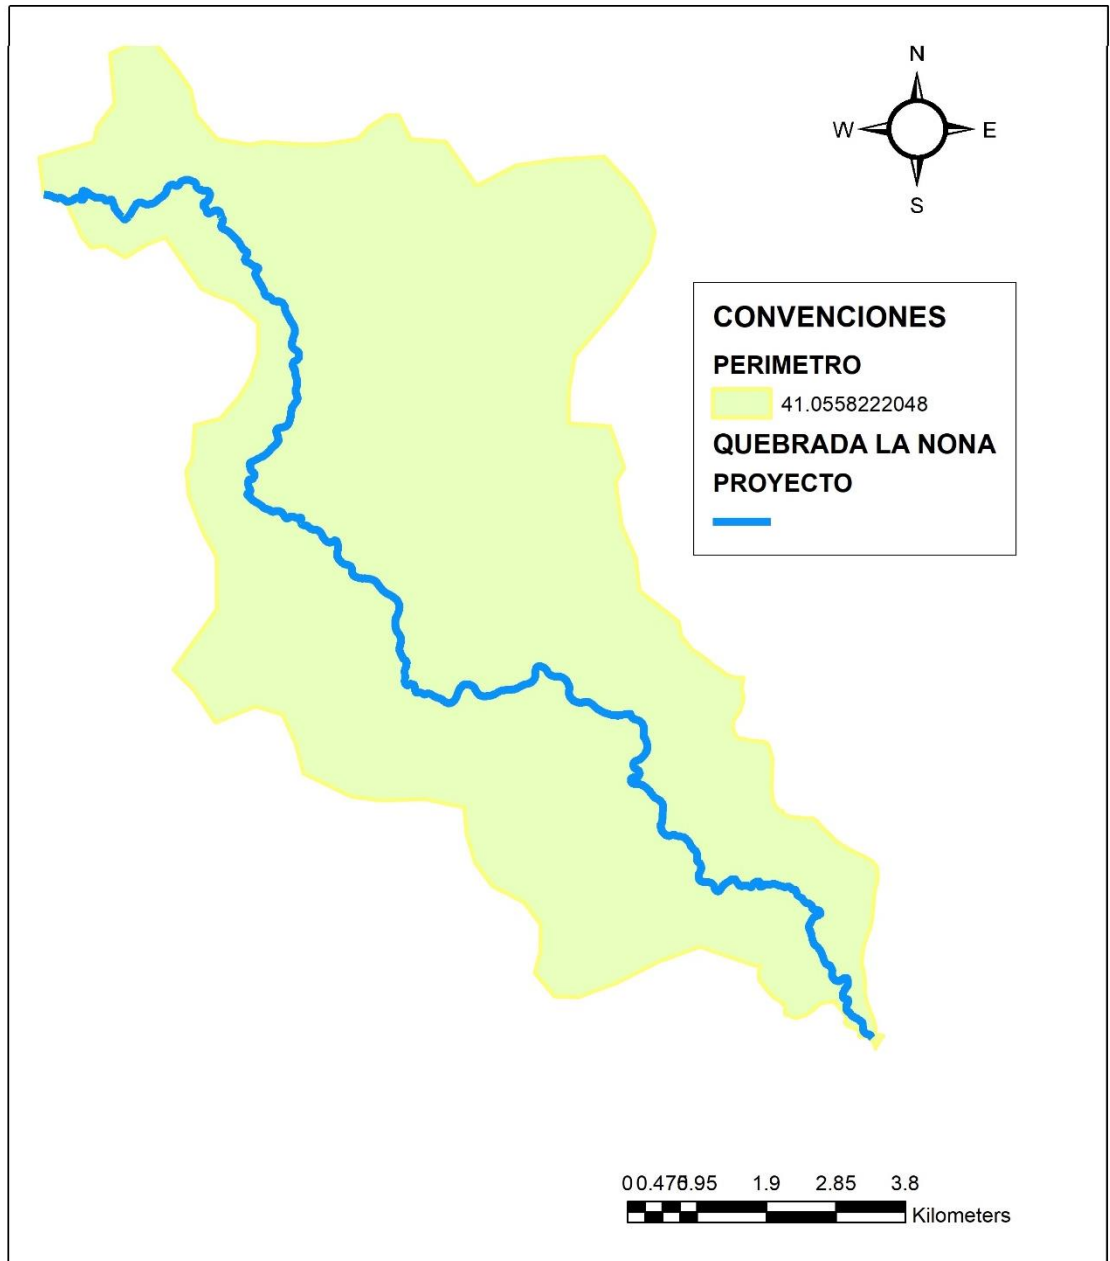 N
W E
S
CONVENCIONES
PERIMETRO
41.0558222048
QUEBRADA LA NONA
PROYECTO
0 0.475 0.95 1.9 2.85 3.8
Kilometers